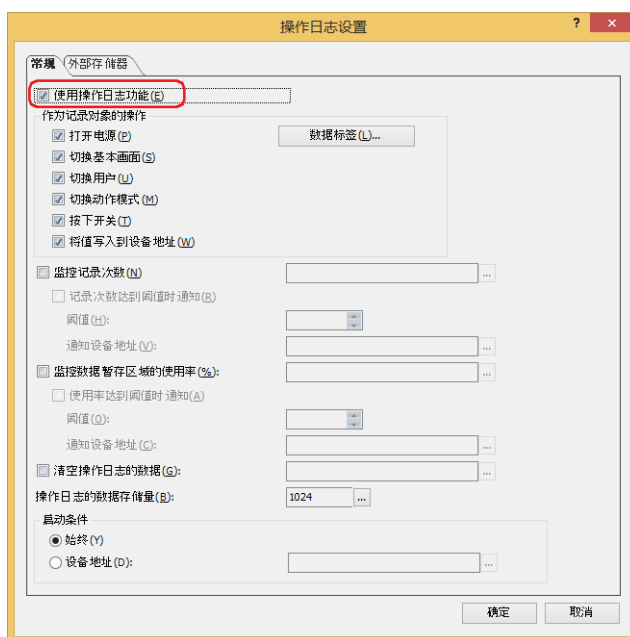 操作日志设置
? ×
常规 外部存储器
使用操作日志功能(E)
作为记录对象的操作
打开电源(P) 数据标签(L)...
切换基本画面(S)
切换用户(U)
切换动作模式(M)
按下开关(T)
将值写入到设备地址(W)
监控记录次数(N) ...
记录次数达到阈值时通知(R)
阈值(H):
通知设备地址(V): ...
监控数据暂存区域的使用率(%): ...
使用率达到阈值时通知(A)
阈值(O):
通知设备地址(C): ...
清空操作日志的数据(G): ...
操作日志的数据存储量(B): 1024 ...
启动条件
始终(Y)
设备地址(D): ...
确定 取消